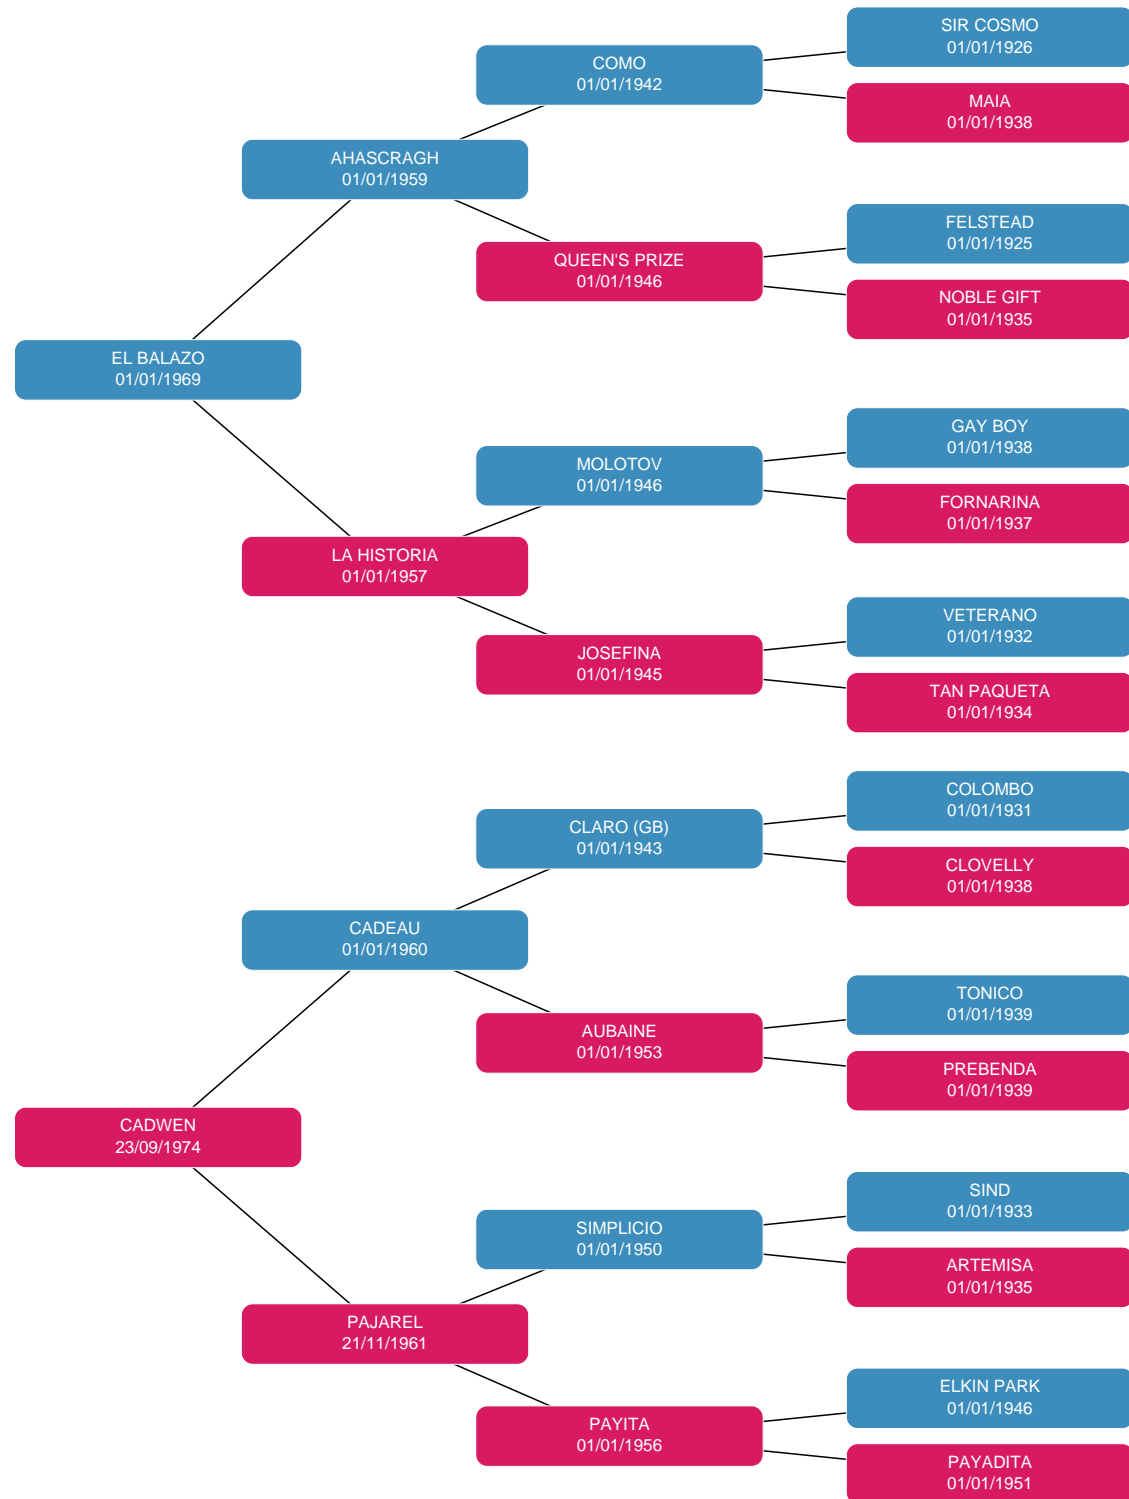 SIR COSMO
01/01/1926
COMO
01/01/1942
MAIA
01/01/1938
AHASCRAGH
01/01/1959
FELSTEAD
01/01/1925
QUEEN'S PRIZE
01/01/1946
NOBLE GIFT
01/01/1935
EL BALAZO
01/01/1969
GAY BOY
01/01/1938
MOLOTOV
01/01/1946
FORNARINA
01/01/1937
LA HISTORIA
01/01/1957
VETERANO
01/01/1932
JOSEFINA
01/01/1945
TAN PAQUETA
01/01/1934
COLOMBO
01/01/1931
CLARO (GB)
01/01/1943
CLOVELLY
01/01/1938
CADEAU
01/01/1960
TONICO
01/01/1939
AUBAINE
01/01/1953
PREBENDA
01/01/1939
CADWEN
23/09/1974
SIND
01/01/1933
SIMPLICIO
01/01/1950
ARTEMISA
01/01/1935
PAJAREL
21/11/1961
ELKIN PARK
01/01/1946
PAYITA
01/01/1956
PAYADITA
01/01/1951